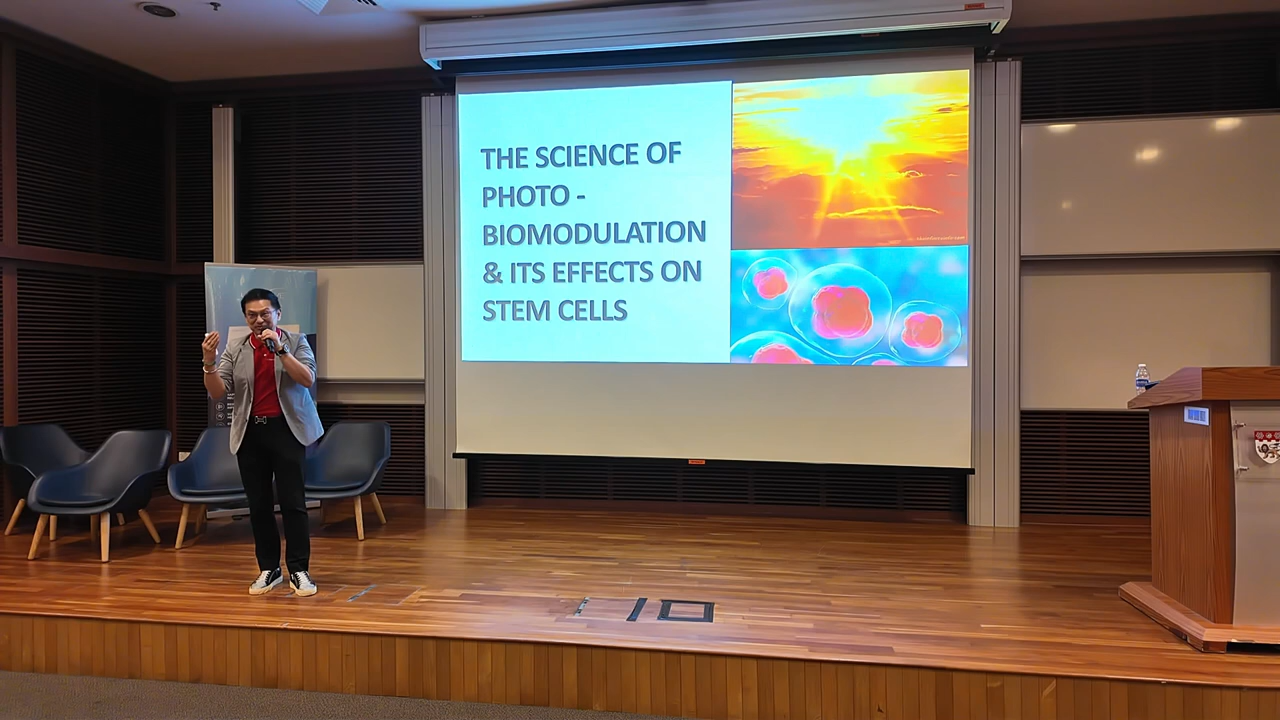 THE SCIENCE OF
PHOTO -
BIOMODULATION
& ITS EFFECTS ON
STEM CELLS